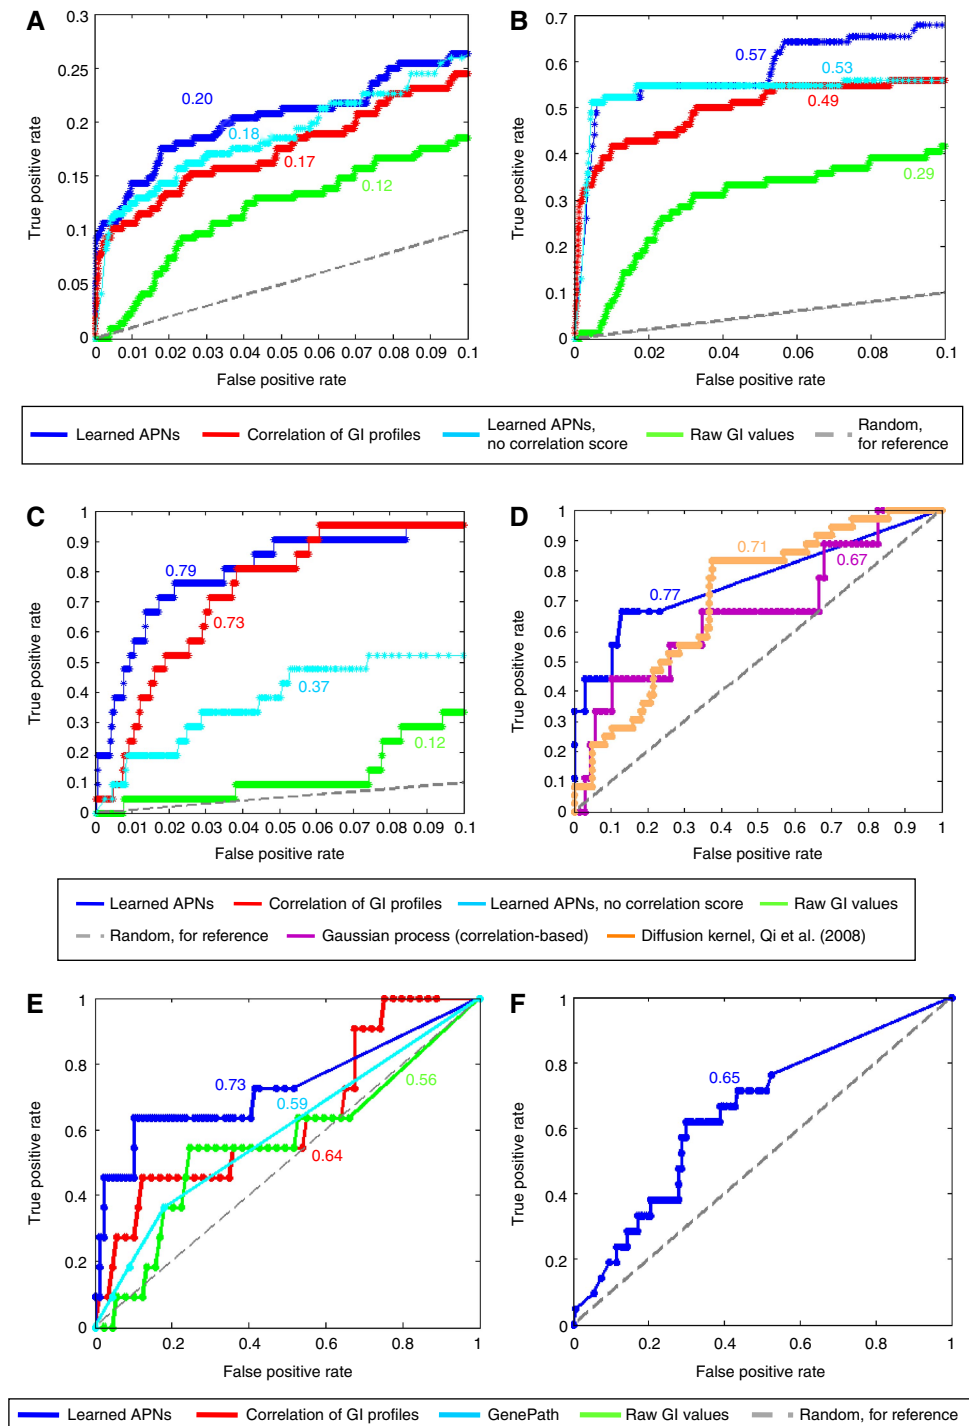 A
0.25
0.2
0.15
0.1
0.05
0
True positive rate
0.20
0.18
0.17
0.12
0 0.01 0.02 0.03 0.04 0.05 0.06 0.07 0.08 0.09 0.1
False positive rate
B
0.7
0.6
0.5
0.4
0.3
0.2
0.1
0
True positive rate
0.57
0.53
0.49
0.29
0 0.02 0.04 0.06 0.08 0.1
False positive rate
Learned APNs
Correlation of GI profiles
Learned APNs,
no correlation score
Raw GI values
Random,
for reference
C
1
0.9
0.8
0.7
0.6
0.5
0.4
0.3
0.2
0.1
0
True positive rate
0.79
0.73
0.37
0.12
0 0.01 0.02 0.03 0.04 0.05 0.06 0.07 0.08 0.09 0.1
False positive rate
D
1
0.9
0.8
0.7
0.6
0.5
0.4
0.3
0.2
0.1
0
True positive rate
0.71
0.67
0.77
0 0.1 0.2 0.3 0.4 0.5 0.6 0.7 0.8 0.9 1
False positive rate
Learned APNs
Correlation of GI profiles
Learned APNs, no correlation score
Raw GI values
Random, for reference
Gaussian process (correlation-based)
Diffusion kernel, Qi et al. (2008)
E
1
0.8
0.6
0.4
0.2
0
True positive rate
0.73
0.59
0.56
0.64
0 0.2 0.4 0.6 0.8 1
False positive rate
F
1
0.8
0.6
0.4
0.2
0
True positive rate
0.65
0 0.2 0.4 0.6 0.8 1
False positive rate
Learned APNs
Correlation of GI profiles
GenePath
Raw GI values
Random, for reference